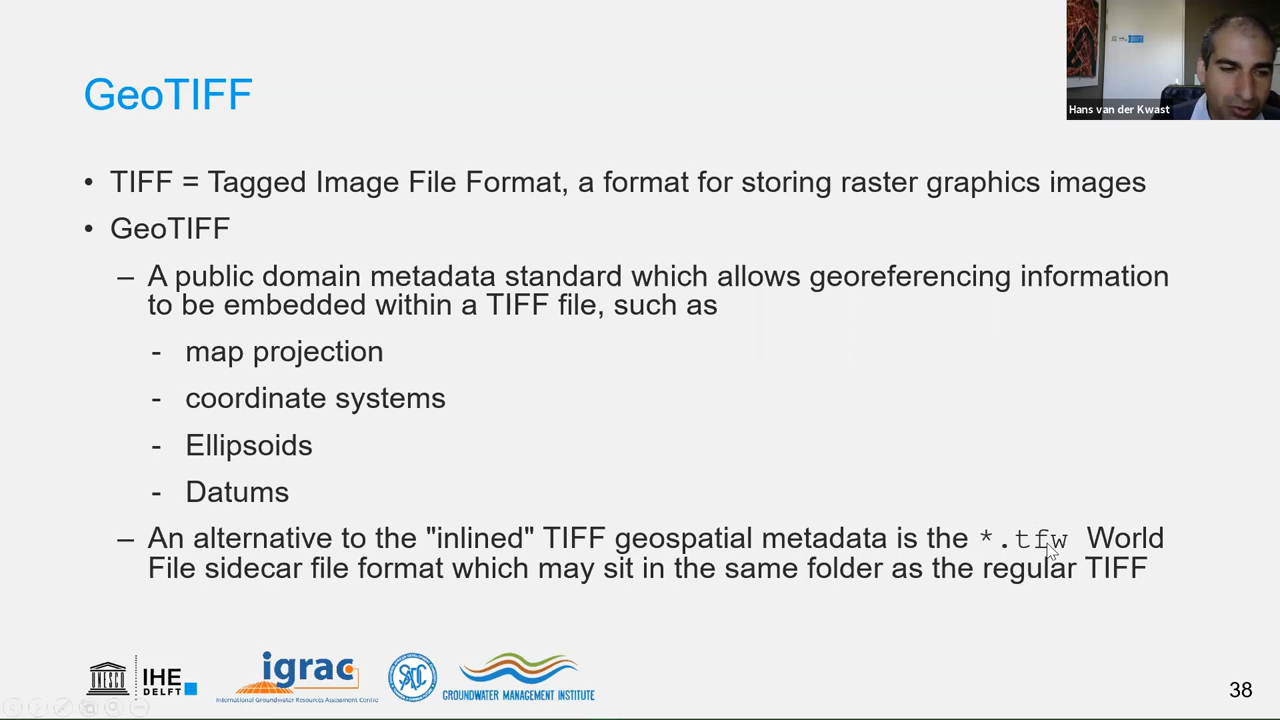 GeoTIFF
Hans van der Kwast
• TIFF = Tagged Image File Format, a format for storing raster graphics images
• GeoTIFF
– A public domain metadata standard which allows georeferencing information
to be embedded within a TIFF file, such as
- map projection
- coordinate systems
- Ellipsoids
- Datums
– An alternative to the "inlined" TIFF geospatial metadata is the *.tfw World
File sidecar file format which may sit in the same folder as the regular TIFF
UNESCO
IHE
DELFT
igrac
International Groundwater Resources Assessment Centre
GROUNDWATER MANAGEMENT INSTITUTE
38